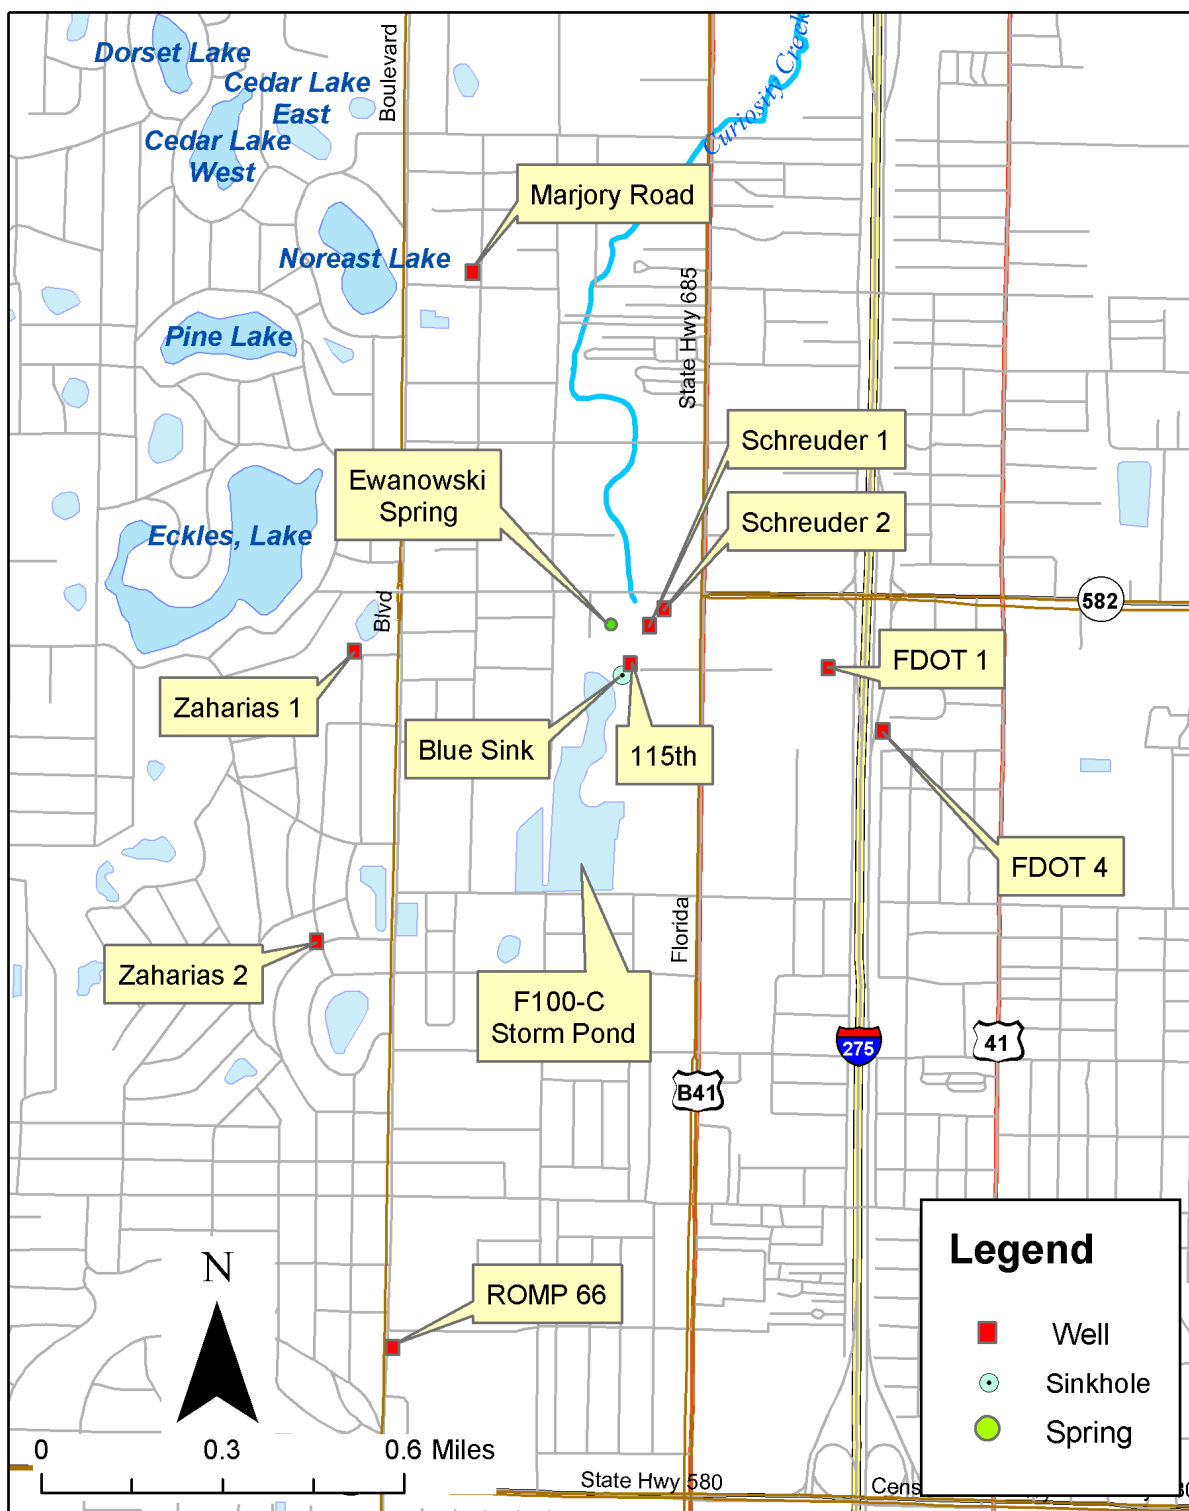 Dorset Lake
Boulevard
Curiosity Creek
Cedar Lake
East
Cedar Lake
West
Marjory Road
Noreast Lake
State Hwy 685
Pine Lake
Schreuder 1
Ewanowski
Spring
Schreuder 2
Eckles, Lake
Blvd
582
FDOT 1
Zaharias 1
Blue Sink
115th
FDOT 4
Florida
Zaharias 2
F100-C
Storm Pond
275
41
B41
Legend
N
ROMP 66
Well
Sinkhole
Spring
0
0.3
0.6 Miles
State Hwy 580
Cens